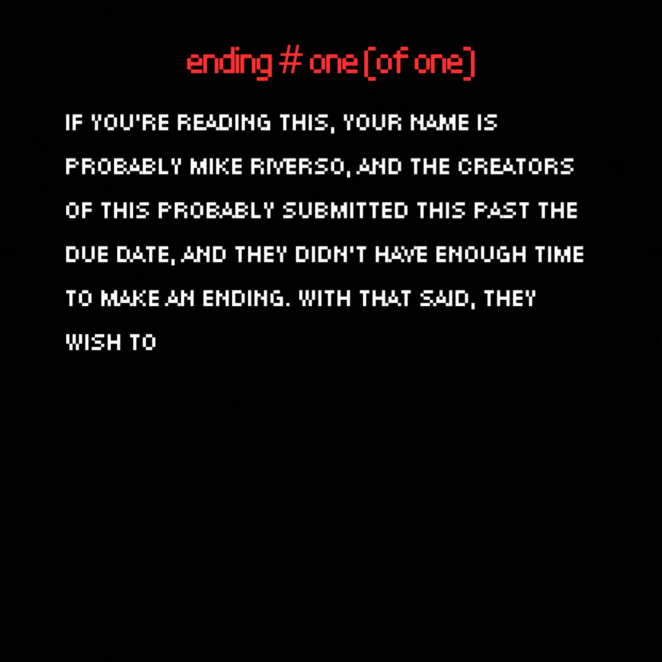 ending # one (of one)
IF YOU'RE READING THIS, YOUR NAME IS
PROBABLY MIKE RIVERSO, AND THE CREATORS
OF THIS PROBABLY SUBMITTED THIS PAST THE
DUE DATE, AND THEY DIDN'T HAVE ENOUGH TIME
TO MAKE AN ENDING. WITH THAT SAID, THEY
WISH TO